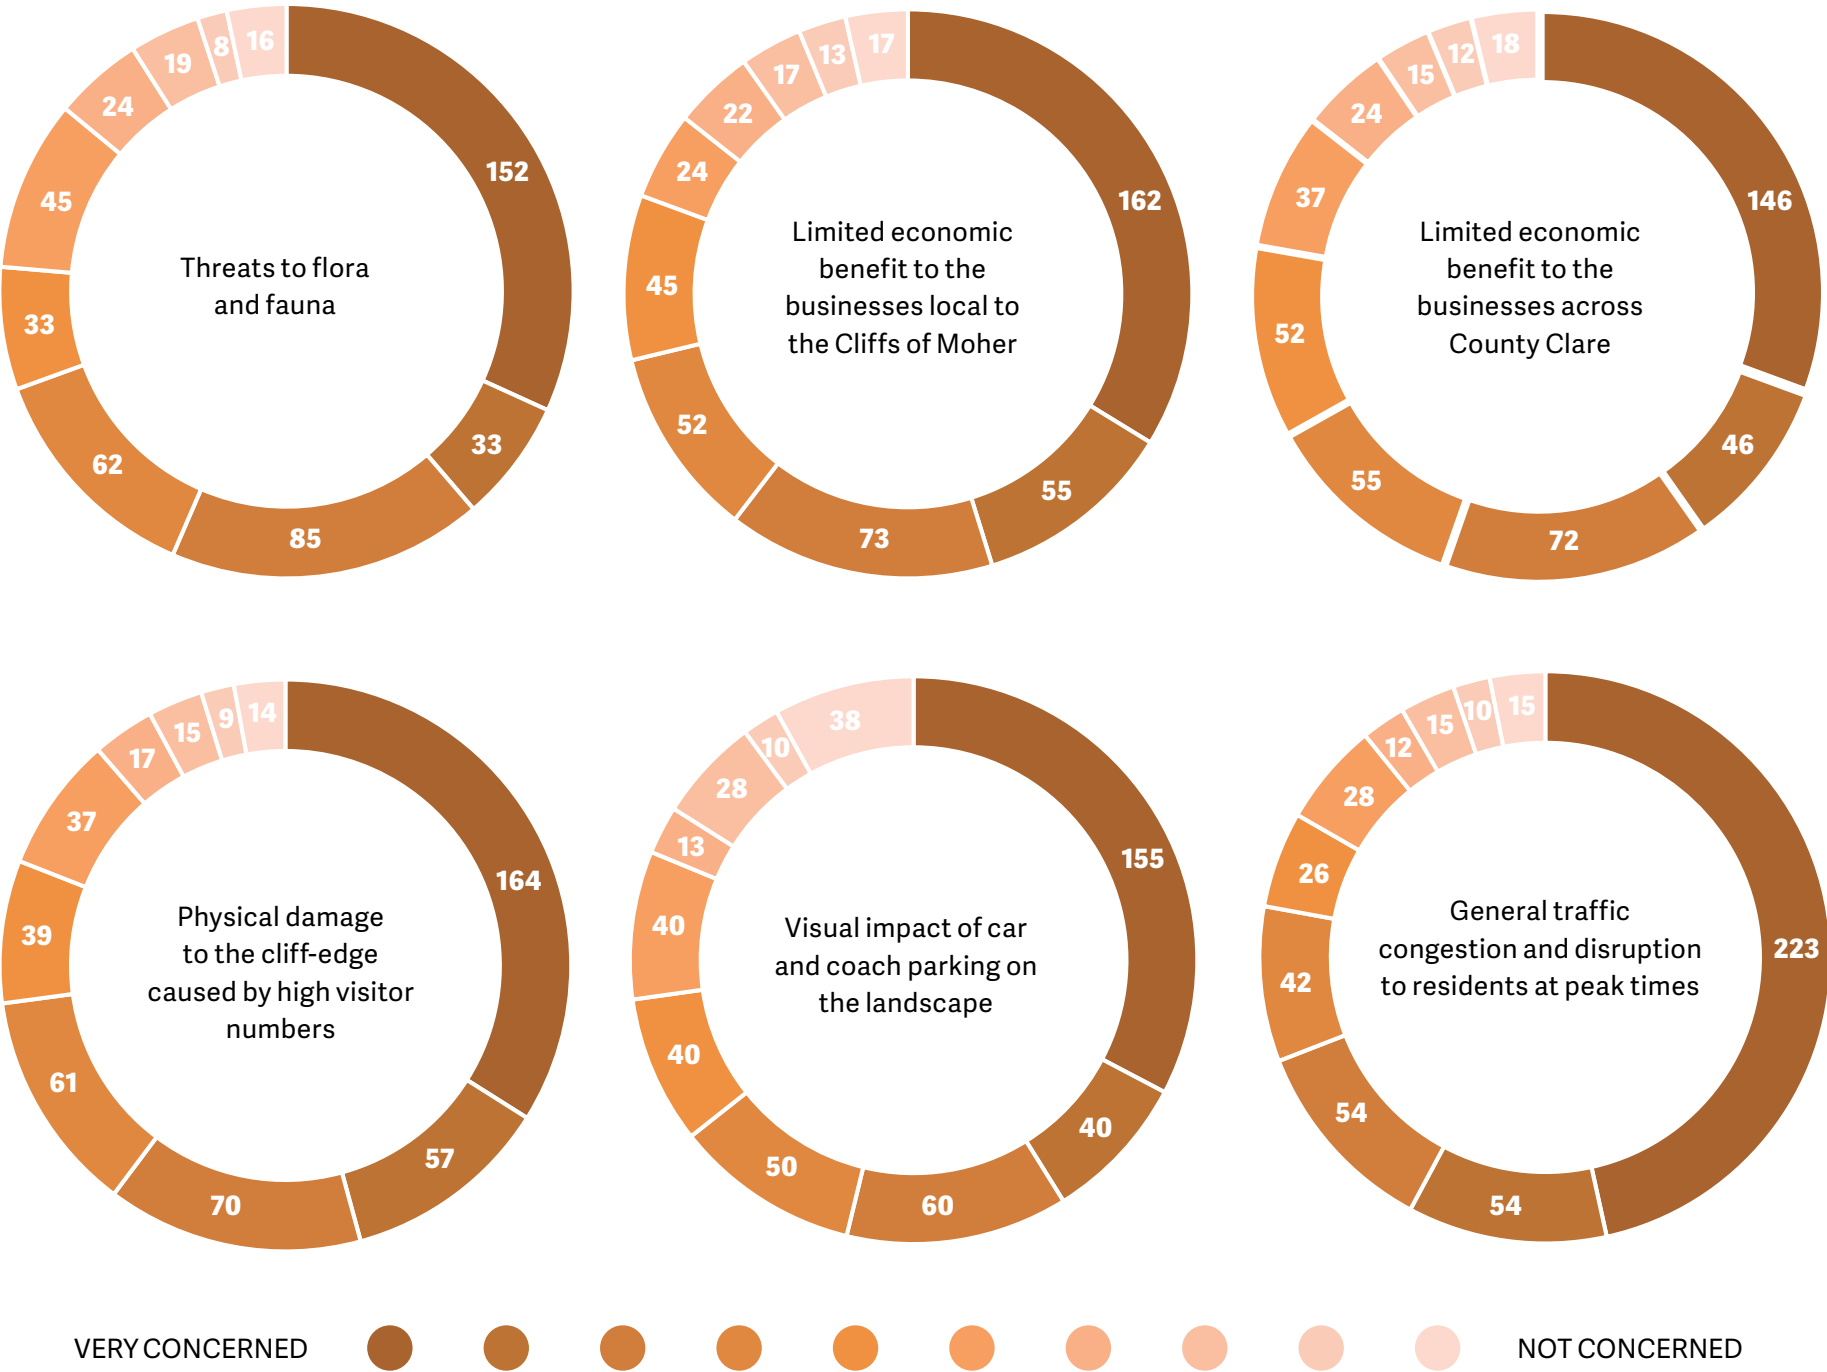 152
33
85
62
33
45
24
19
8
16
Threats to flora
and fauna
162
55
73
52
45
24
22
17
13
17
Limited economic
benefit to the
businesses local to
the Cliffs of Moher
146
46
72
55
52
37
24
15
12
18
Limited economic
benefit to the
businesses across
County Clare
164
57
70
61
39
37
17
15
9
14
Physical damage
to the cliff-edge
caused by high visitor
numbers
155
40
60
50
40
40
13
28
10
38
Visual impact of car
and coach parking on
the landscape
223
54
54
42
26
28
12
15
10
15
General traffic
congestion and disruption
to residents at peak times
VERY CONCERNED
NOT CONCERNED